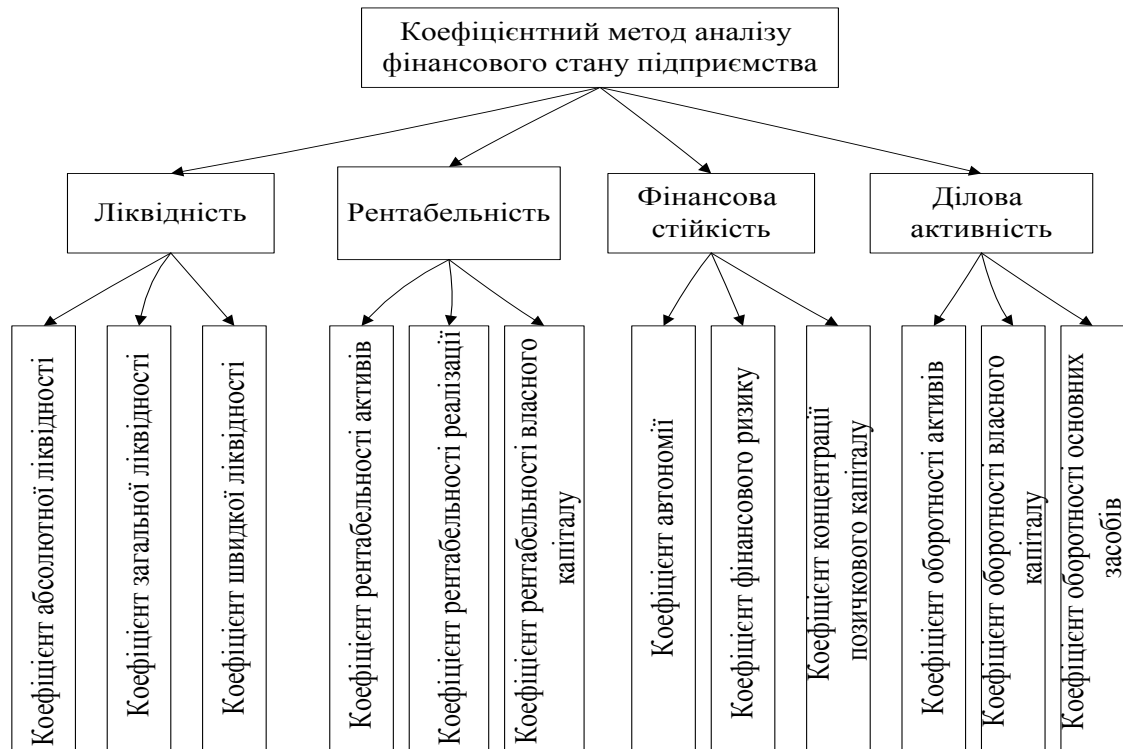 Коефіцієнтний метод аналізу
фінансового стану підприємства
Ліквідність
Рентабельність
Фінансова
стійкість
Ділова
активність
Коефіцієнт абсолютної ліквідності
Коефіцієнт загальної ліквідності
Коефіцієнт швидкої ліквідності
Коефіцієнт рентабельності активів
Коефіцієнт рентабельності реалізації
Коефіцієнт рентабельності власного
капіталу
Коефіцієнт автономії
Коефіцієнт фінансового ризику
Коефіцієнт концентрації
позичкового капіталу
Коефіцієнт оборотності активів
Коефіцієнт оборотності власного
капіталу
Коефіцієнт оборотності основних
засобів